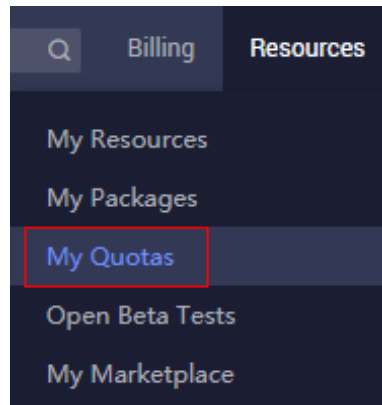 Billing Resources
My Resources
My Packages
My Quotas
Open Beta Tests
My Marketplace